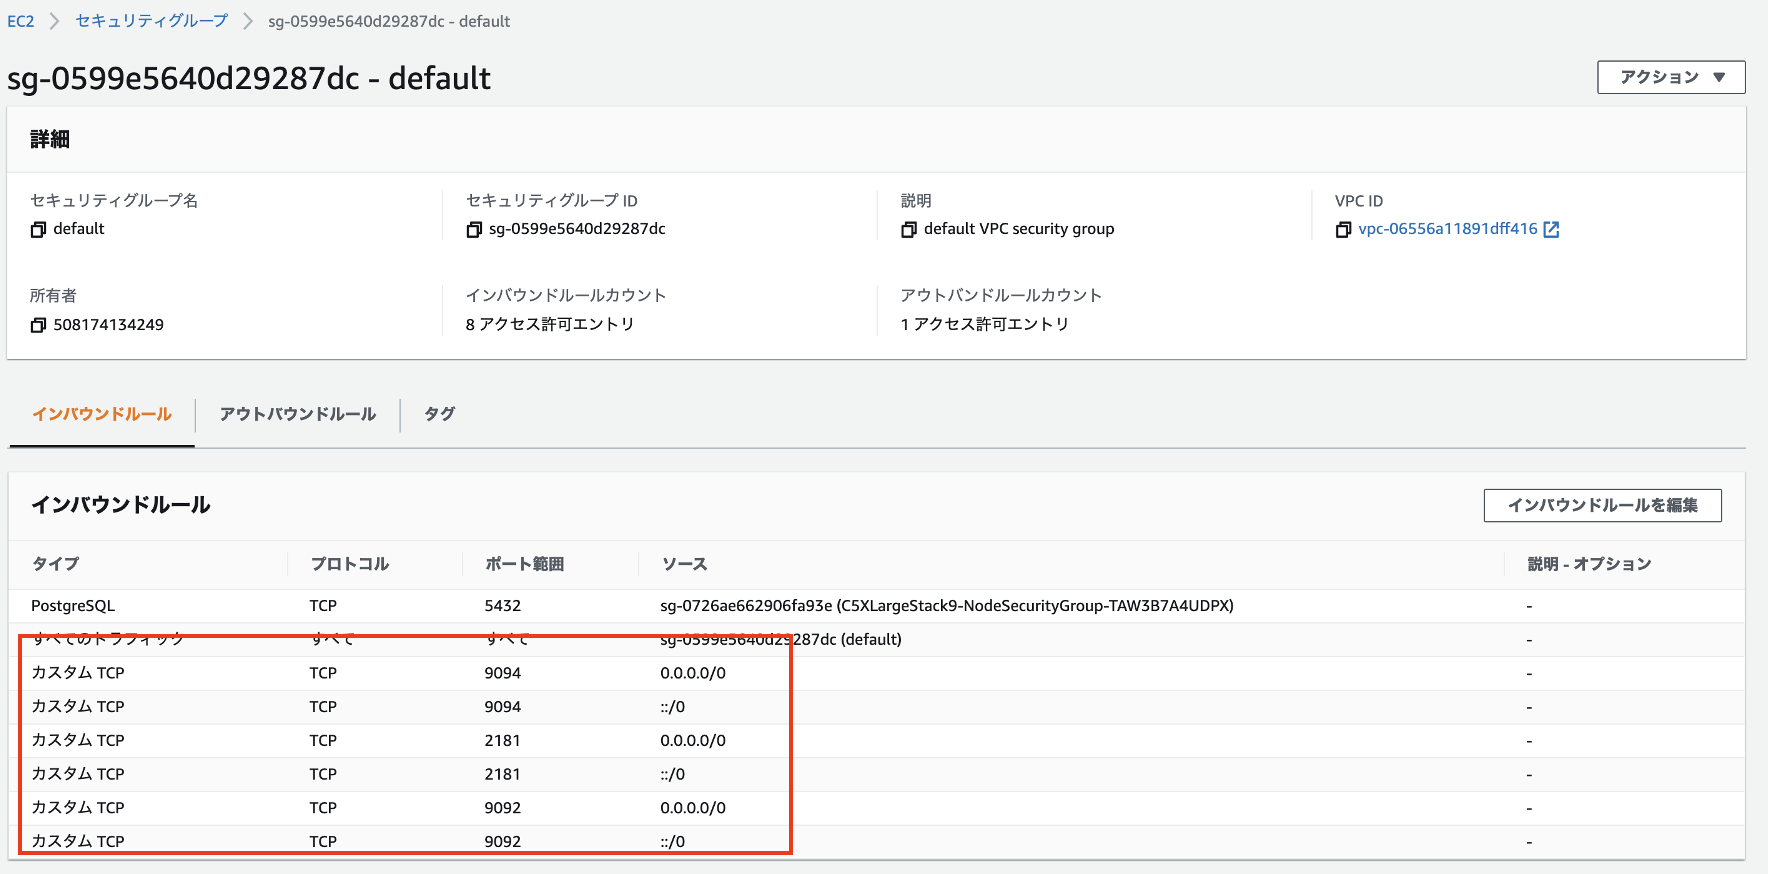 EC2 > セキュリティグループ > sg-0599e5640d29287dc - default
sg-0599e5640d29287dc - default
アクション ▼
詳細
セキュリティグループ名 セキュリティグループ ID 説明 VPC ID
default sg-0599e5640d29287dc default VPC security group vpc-06556a11891dff416
所有者 インバウンドルールカウント アウトバンドルールカウント
508174134249 8 アクセス許可エントリ 1 アクセス許可エントリ
インバウンドルール アウトバウンドルール タグ
インバウンドルール インバウンドルールを編集
タイプ プロトコル ポート範囲 ソース 説明 - オプション
PostgreSQL TCP 5432 sg-0726ae662906fa93e (C5XLargeStack9-NodeSecurityGroup-TAW3B7A4UDPX) -
すべてのトラフィック すべて すべて sg-0599e5640d29287dc (default) -
カスタム TCP TCP 9094 0.0.0.0/0 -
カスタム TCP TCP 9094 ::/0 -
カスタム TCP TCP 2181 0.0.0.0/0 -
カスタム TCP TCP 2181 ::/0 -
カスタム TCP TCP 9092 0.0.0.0/0 -
カスタム TCP TCP 9092 ::/0 -